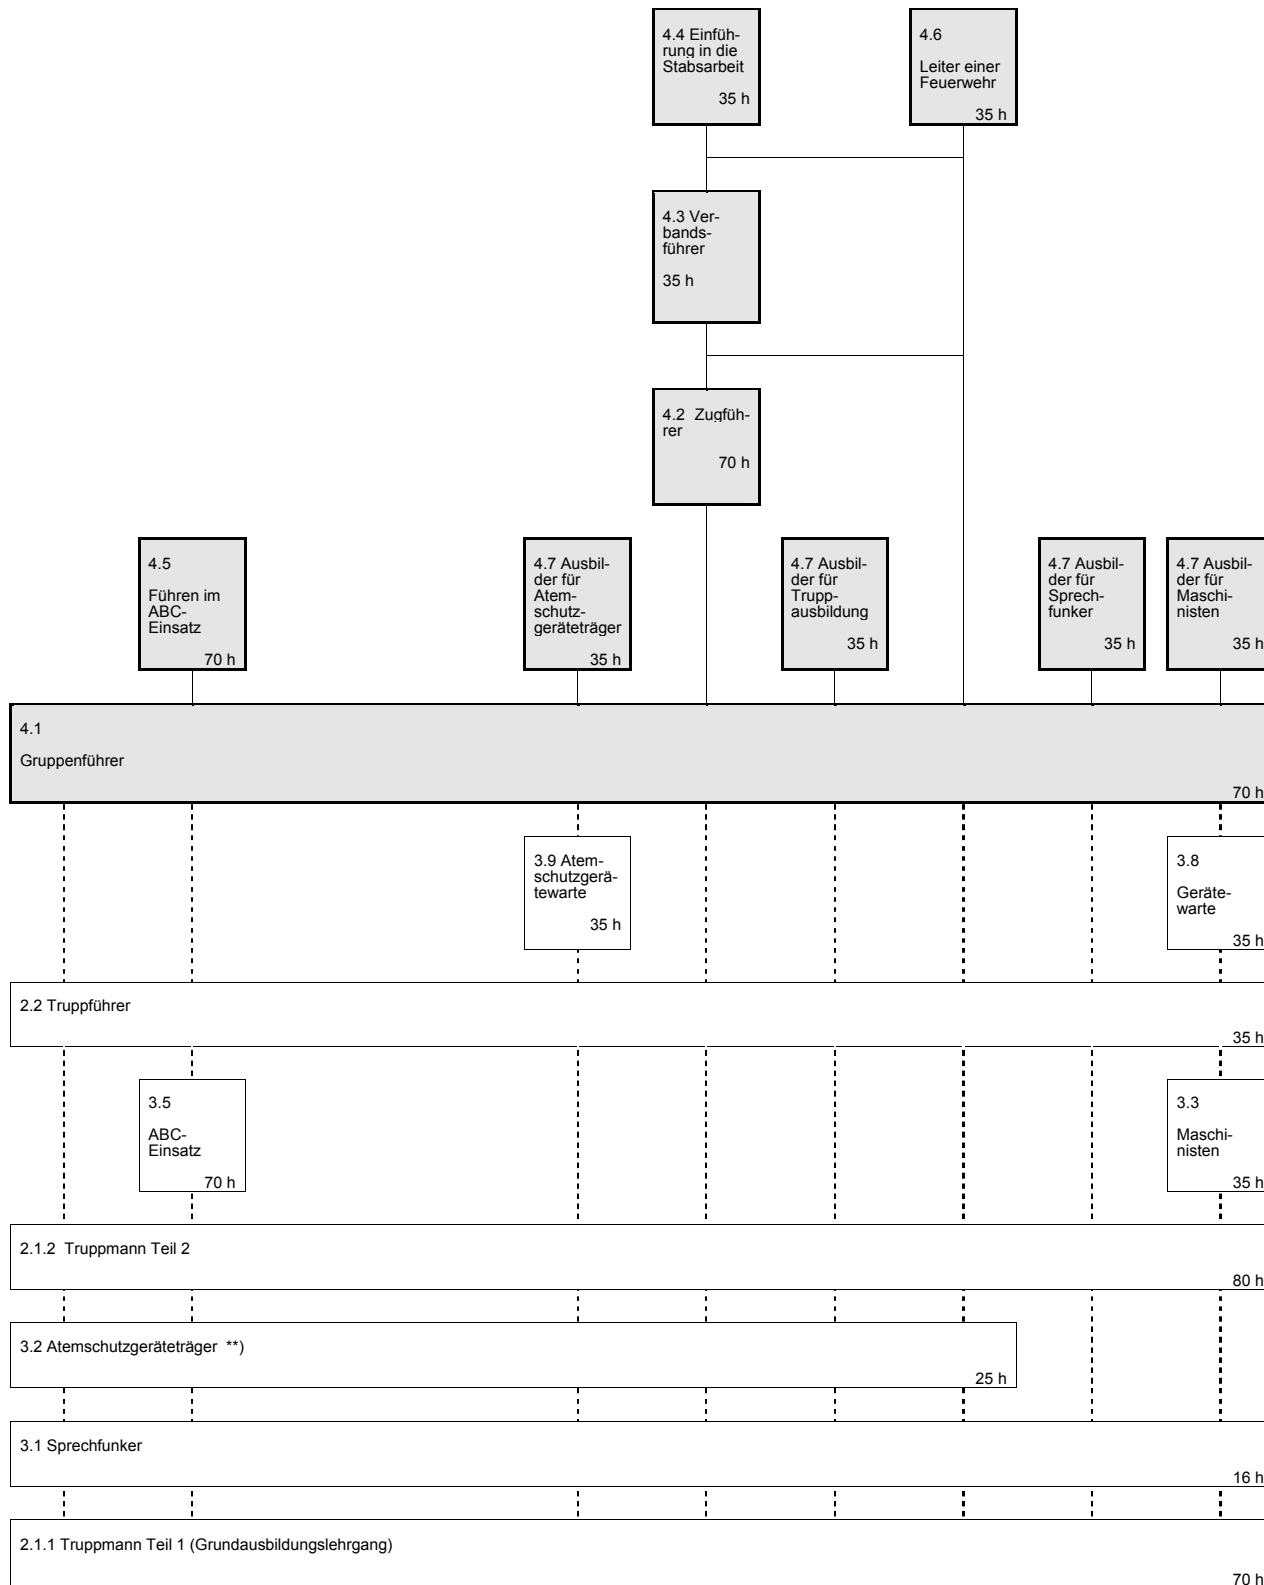 4.4 Einfüh-
rung in die
Stabsarbeit
35 h
4.6
Leiter einer
Feuerwehr
35 h
4.3 Ver-
bands-
führer
35 h
4.2 Zugfüh-
rer
70 h
4.5
Führen im
ABC-
Einsatz
70 h
4.7 Ausbil-
der für
Atem-
schutz-
geräteträger
35 h
4.7 Ausbil-
der für
Trupp-
ausbildung
35 h
4.7 Ausbil-
der für
Sprech-
funker
35 h
4.7 Ausbil-
der für
Maschi-
nisten
35 h
4.1
Gruppenführer
70 h
3.9 Atem-
schutzgerä-
tewarte
35 h
3.8
Geräte-
warte
35 h
2.2 Truppführer
35 h
3.5
ABC-
Einsatz
70 h
3.3
Maschi-
nisten
35 h
2.1.2 Truppmann Teil 2
80 h
3.2 Atemschutzgeräteträger **)
25 h
3.1 Sprechfunker
16 h
2.1.1 Truppmann Teil 1 (Grundausbildungslehrgang)
70 h